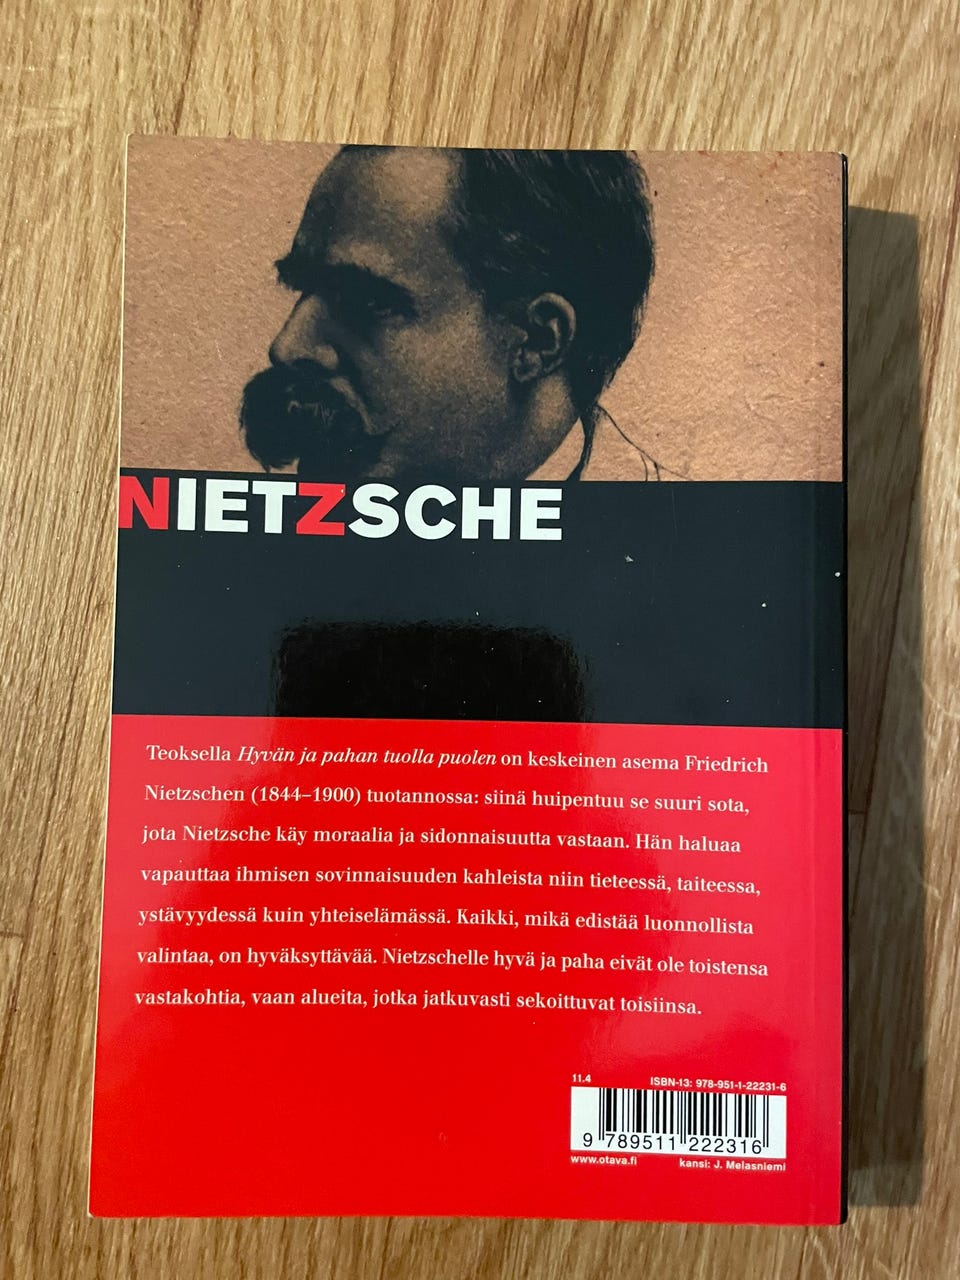 NIETZSCHE
Teoksella Hyvän ja pahan tuolla puolen on keskeinen asema Friedrich
Nietzschen (1844–1900) tuotannossa: siinä huipentuu se suuri sota,
jota Nietzsche käy moraalia ja sidonnaisuutta vastaan. Hän haluaa
vapauttaa ihmisen sovinnaisuuden kahleista niin tieteessä, taiteessa,
ystävyydessä kuin yhteiselämässä. Kaikki, mikä edistää luonnollista
valintaa, on hyväksyttävää. Nietzschelle hyvä ja paha eivät ole toistensa
vastakohtia, vaan alueita, jotka jatkuvasti sekoittuvat toisiinsa.
11.4 ISBN-13: 978-951-1-22231-6
9 789511 222316
www.otava.fi kansi: J. Melasniemi